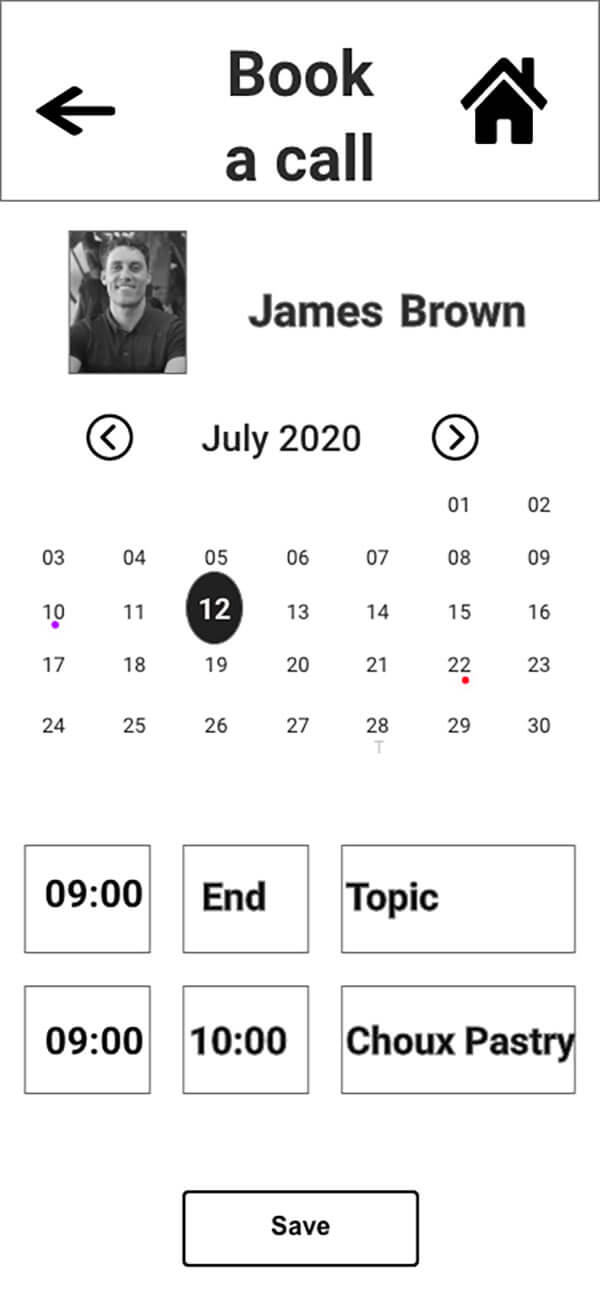 Book
a call
James Brown
July 2020
01 02
03 04 05 06 07 08 09
10 11 12 13 14 15 16
17 18 19 20 21 22 23
24 25 26 27 28 29 30
T
09:00 End Topic
09:00 10:00 Choux Pastry
Save